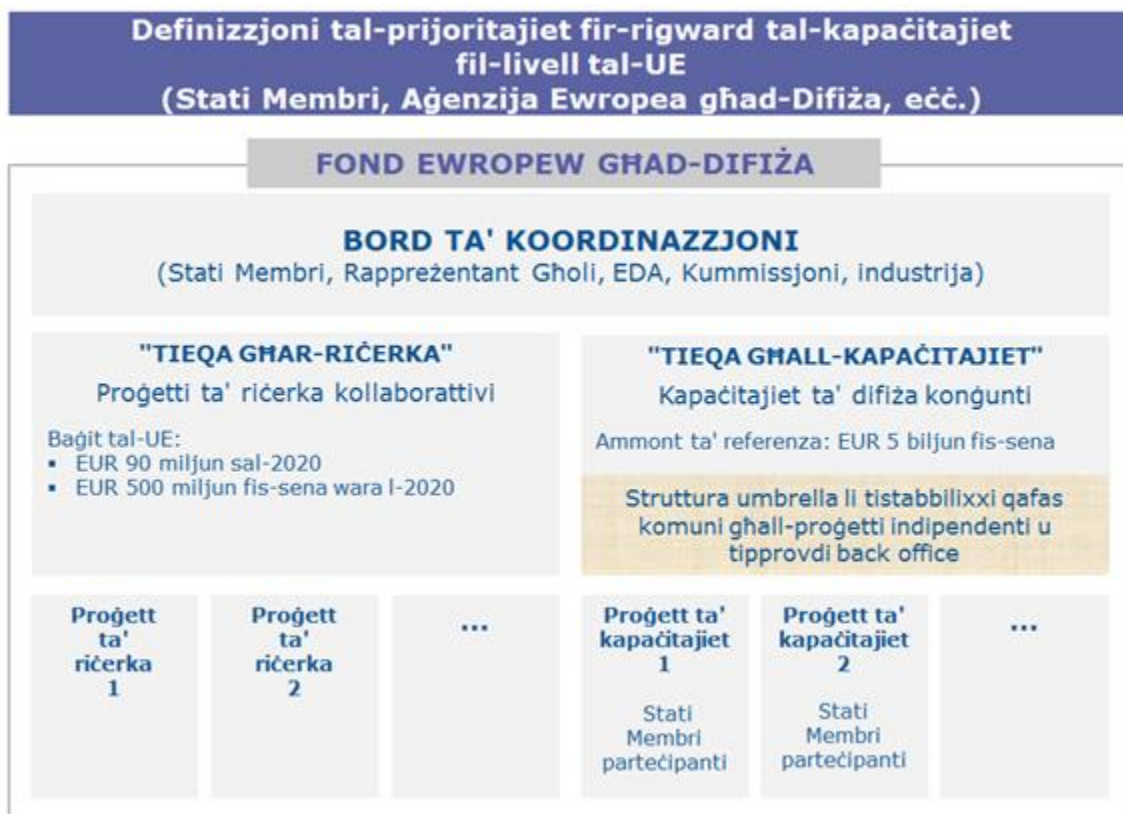 Definizzjoni tal-prijoritajiet fir-rigward tal-kapaċitajiet
fil-livell tal-UE
(Stati Membri, Aġenzija Ewropea għad-Difiża, eċċ.)
FOND EWROPEW GĦAD-DIFIŻA
BORD TA' KOORDINAZZJONI
(Stati Membri, Rappreżentant Għoli, EDA, Kummissjoni, industrija)
"TIEQA GĦAR-RIĊERKA"
Proġetti ta' riċerka kollaborattivi
Baġit tal-UE:
▪ EUR 90 miljun sal-2020
▪ EUR 500 miljun fis-sena wara l-2020
"TIEQA GĦALL-KAPAĊITAJIET"
Kapaċitajiet ta' difiża konġunti
Ammont ta' referenza: EUR 5 biljun fis-sena
Struttura umbrella li tistabbilixxi qafas
komuni għall-proġetti indipendenti u
tipprovdi back office
Proġett
ta'
riċerka
1
Proġett
ta'
riċerka
2
...
Proġett ta'
kapaċitajiet
1
Stati
Membri
parteċipanti
Proġett ta'
kapaċitajiet
2
Stati
Membri
parteċipanti
...